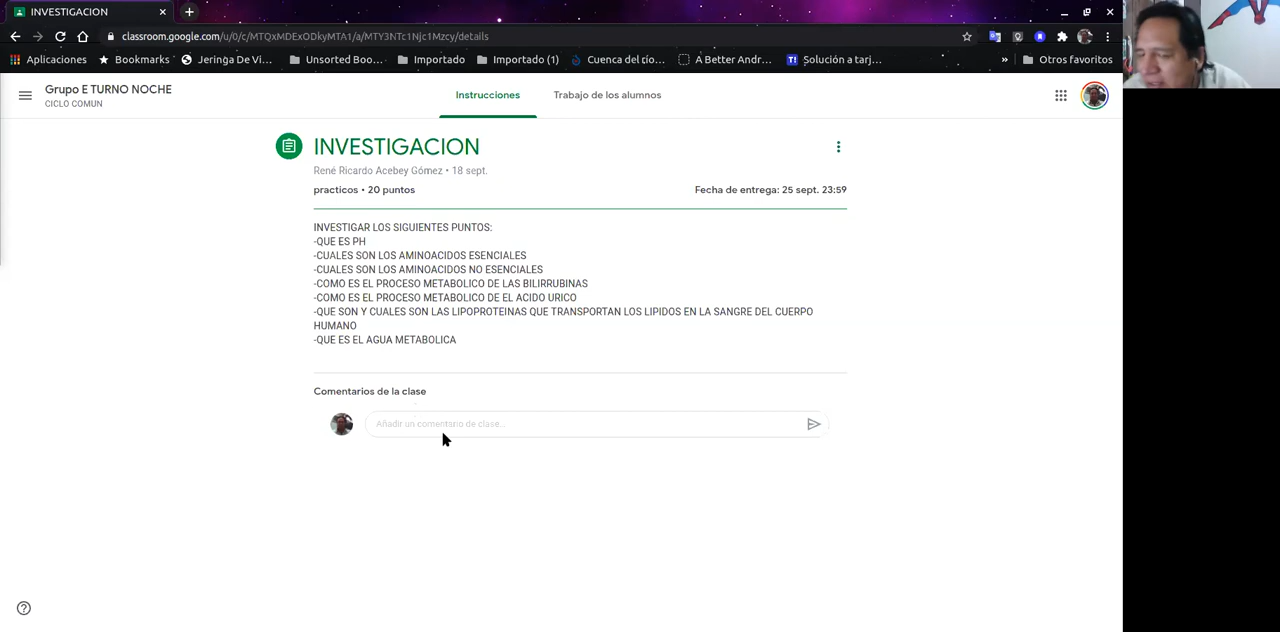 INVESTIGACION
classroom.google.com/u/0/c/MTQxMDExODkyMTA1/a/MTY3NTc1Njc1Mzcy/details
Aplicaciones
Bookmarks
Jeringa De Vi...
Unsorted Boo...
Importado
Importado (1)
Cuenca del río...
A Better Andr...
T!
Solución a tarj...
»
Otros favoritos
Grupo E TURNO NOCHE
CICLO COMUN
Instrucciones
Trabajo de los alumnos
INVESTIGACION
René Ricardo Acebey Gómez • 18 sept.
practicos • 20 puntos
Fecha de entrega: 25 sept. 23:59
INVESTIGAR LOS SIGUIENTES PUNTOS:
-QUE ES PH
-CUALES SON LOS AMINOACIDOS ESENCIALES
-CUALES SON LOS AMINOACIDOS NO ESENCIALES
-COMO ES EL PROCESO METABOLICO DE LAS BILIRRUBINAS
-COMO ES EL PROCESO METABOLICO DE EL ACIDO URICO
-QUE SON Y CUALES SON LAS LIPOPROTEINAS QUE TRANSPORTAN LOS LIPIDOS EN LA SANGRE DEL CUERPO
HUMANO
-QUE ES EL AGUA METABOLICA
Comentarios de la clase
Añadir un comentario de clase...